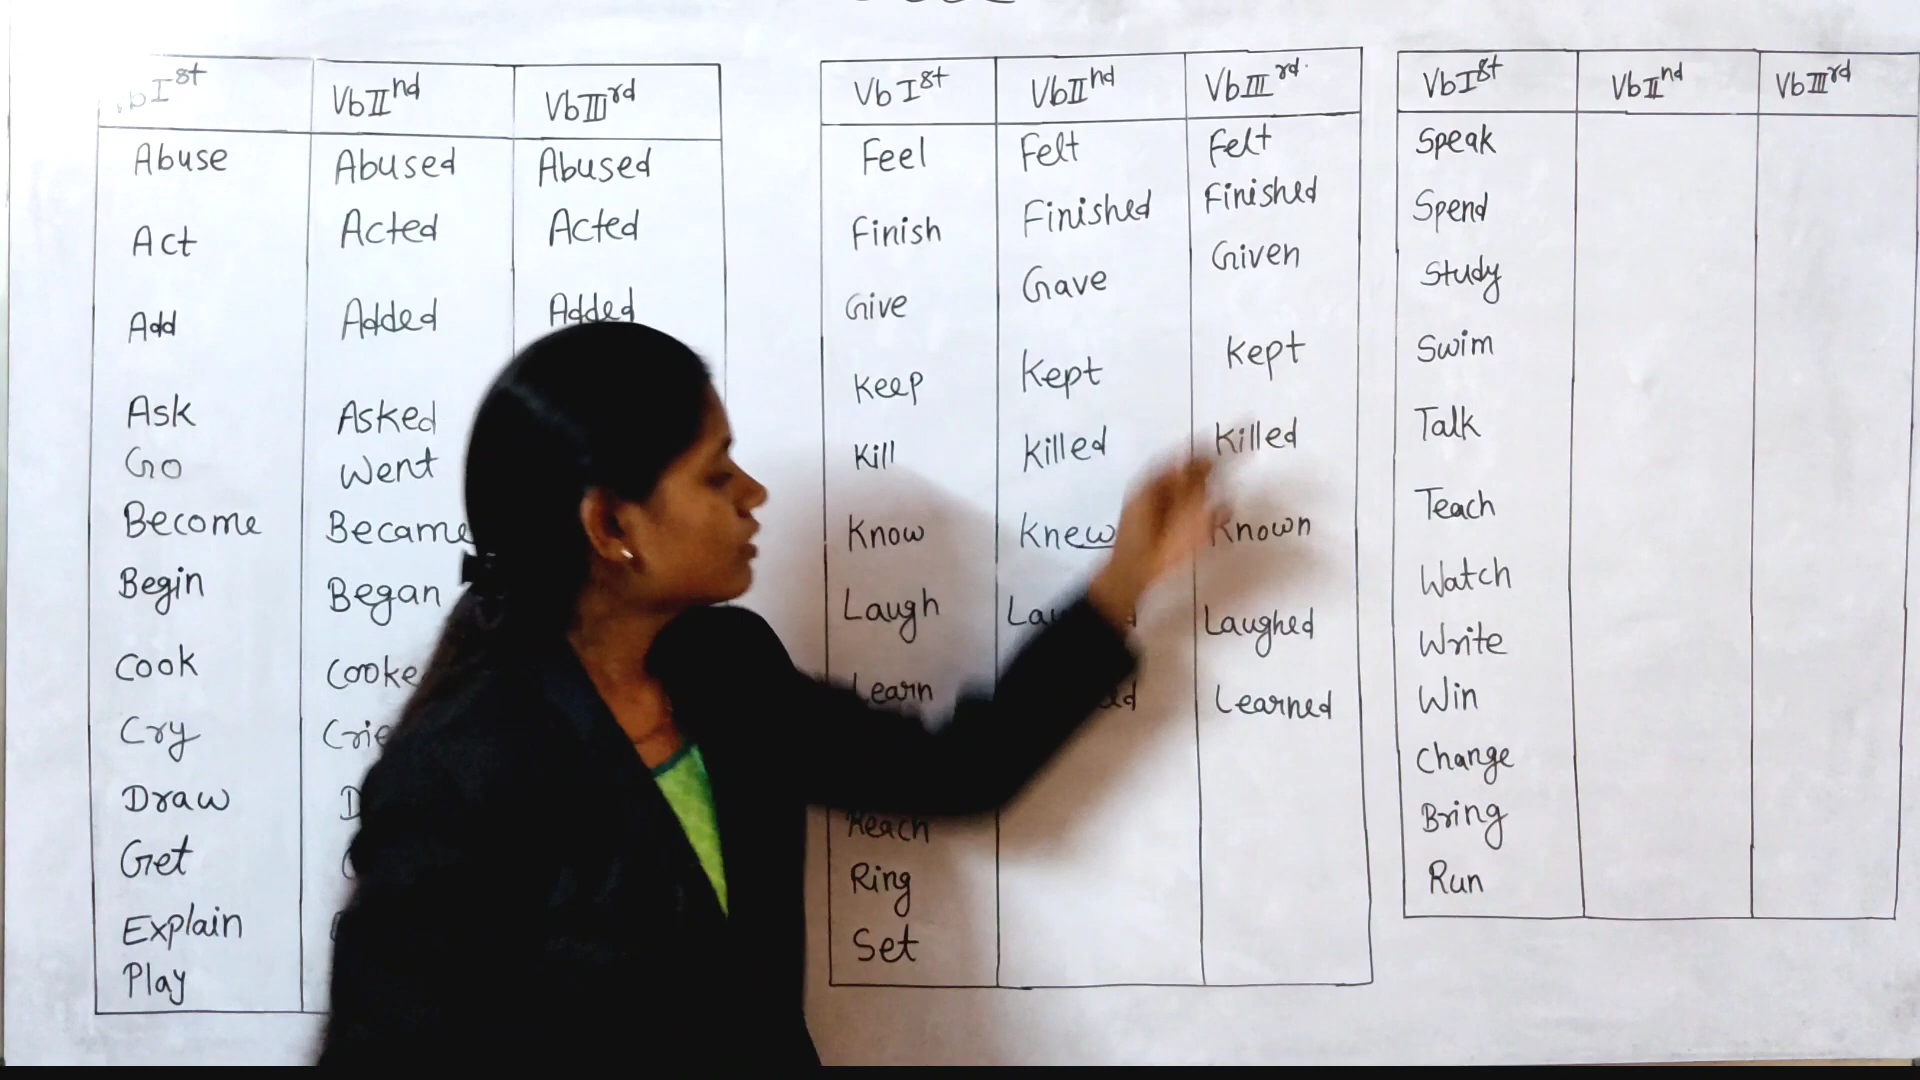 VbIst VbIInd VbIIIrd
Abuse Abused Abused
Act Acted Acted
Add Added Added
Ask Asked
Go Went
Become Became
Begin Began
Cook
Cry
Draw
Get
Explain
Play
VbIst VbIInd VbIIIrd
Feel Felt Felt
Finish Finished Finished
Give Gave Given
Keep Kept Kept
Kill Killed Killed
Know Knew Known
Laugh Laughed
Learn Learned
Reach
Ring
Set
VbIst VbIInd VbIIIrd
Speak
Spend
Study
Swim
Talk
Teach
Watch
Write
Win
Change
Bring
Run